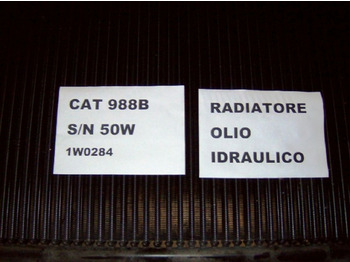 CAT 988B
S/N 50W
1W0284
RADIATORE
OLIO
IDRAULICO